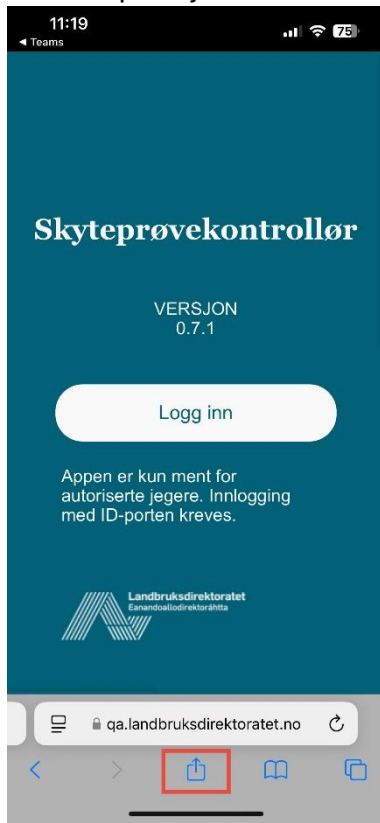 11:19
◀ Teams
75
Skyteprøvekontrollør
VERSJON
0.7.1
Logg inn
Appen er kun ment for
autoriserte jegere. Innlogging
med ID-porten kreves.
Landbruksdirektoratet
Eanandoallodirektoráhtta
qa.landbruksdirektoratet.no